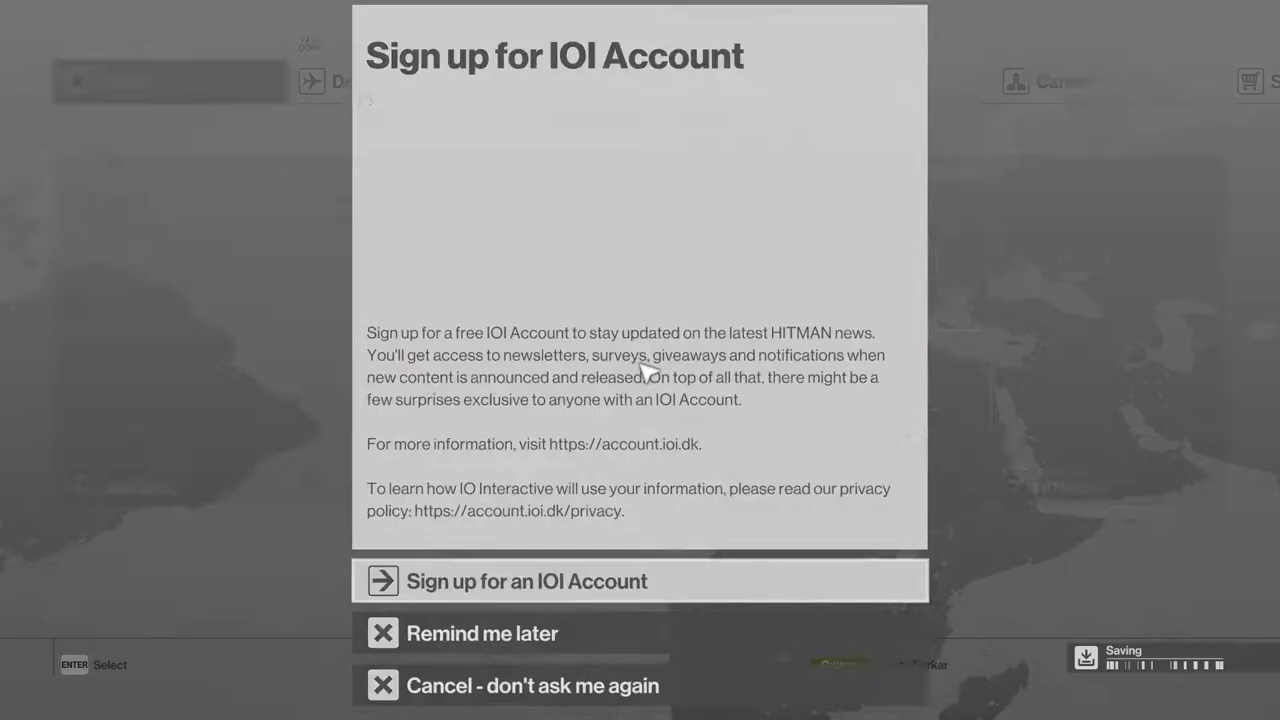 Sign up for IOI Account
Sign up for a free IOI Account to stay updated on the latest HITMAN news.
You'll get access to newsletters, surveys, giveaways and notifications when
new content is announced and released. On top of all that, there might be a
few surprises exclusive to anyone with an IOI Account.
For more information, visit https://account.ioi.dk.
To learn how IO Interactive will use your information, please read our privacy
policy: https://account.ioi.dk/privacy.
Sign up for an IOI Account
Remind me later
Cancel - don't ask me again
ENTER Select
Saving